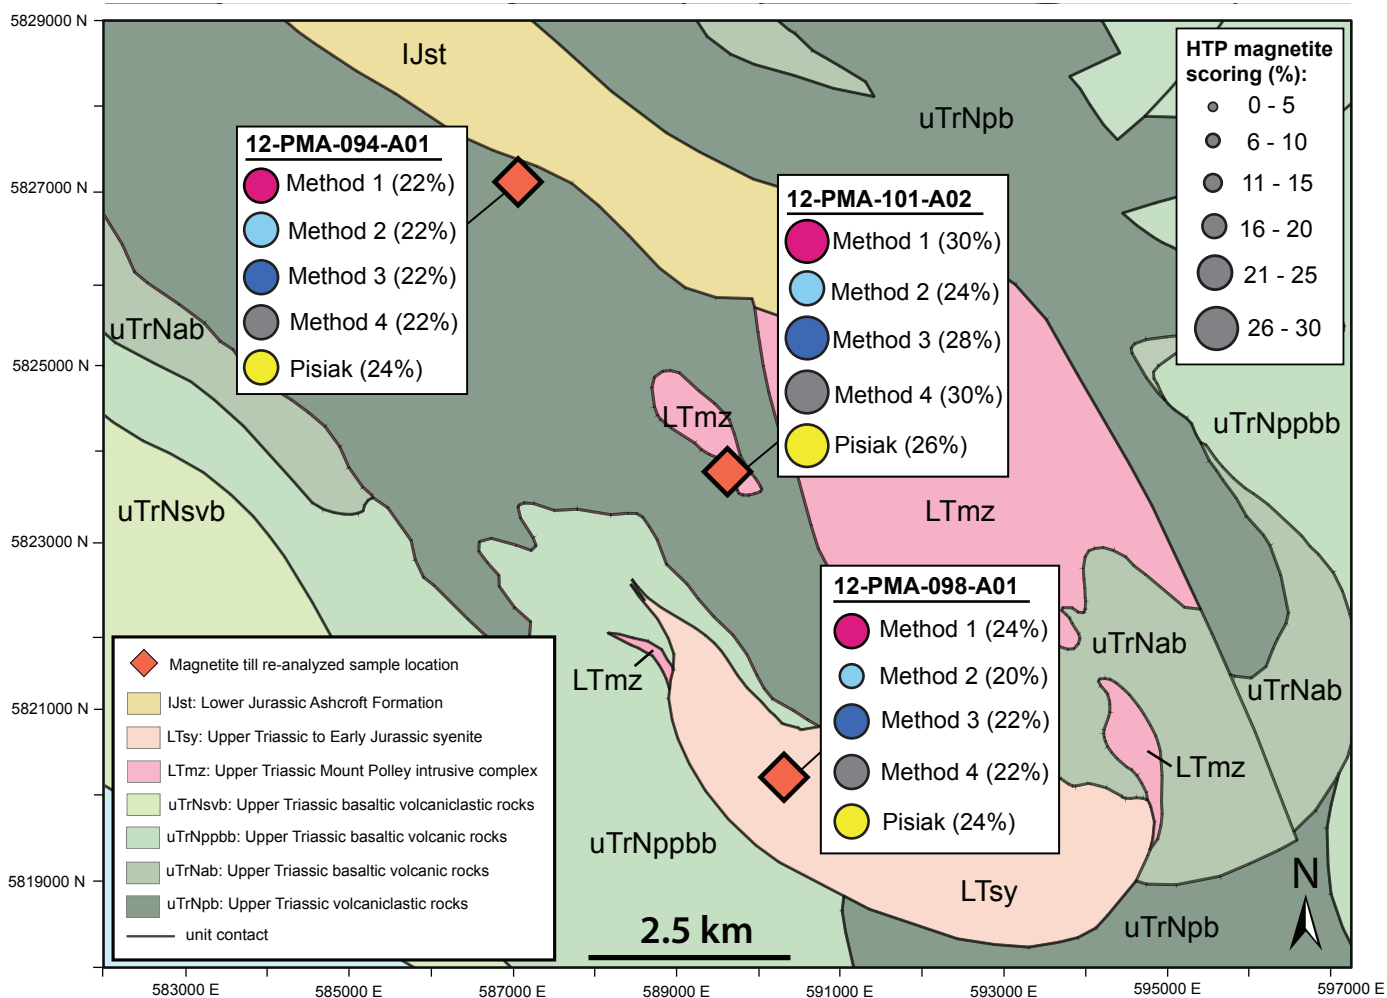 5829000 N
5827000 N
5825000 N
5823000 N
5821000 N
5819000 N
IJst
uTrNpb
HTP magnetite
scoring (%):
0 - 5
6 - 10
11 - 15
16 - 20
21 - 25
26 - 30
12-PMA-094-A01
Method 1 (22%)
Method 2 (22%)
Method 3 (22%)
Method 4 (22%)
Pisiak (24%)
12-PMA-101-A02
Method 1 (30%)
Method 2 (24%)
Method 3 (28%)
Method 4 (30%)
Pisiak (26%)
uTrNab
LTmz
uTrNppbb
uTrNsvb
LTmz
12-PMA-098-A01
Method 1 (24%)
Method 2 (20%)
Method 3 (22%)
Method 4 (22%)
Pisiak (24%)
uTrNab
uTrNab
LTmz
LTmz
uTrNppbb
LTsy
uTrNpb
N
2.5 km
Magnetite till re-analyzed sample location
IJst: Lower Jurassic Ashcroft Formation
LTsy: Upper Triassic to Early Jurassic syenite
LTmz: Upper Triassic Mount Polley intrusive complex
uTrNsvb: Upper Triassic basaltic volcaniclastic rocks
uTrNppbb: Upper Triassic basaltic volcanic rocks
uTrNab: Upper Triassic basaltic volcanic rocks
uTrNpb: Upper Triassic volcaniclastic rocks
unit contact
583000 E
585000 E
587000 E
589000 E
591000 E
593000 E
595000 E
597000 E